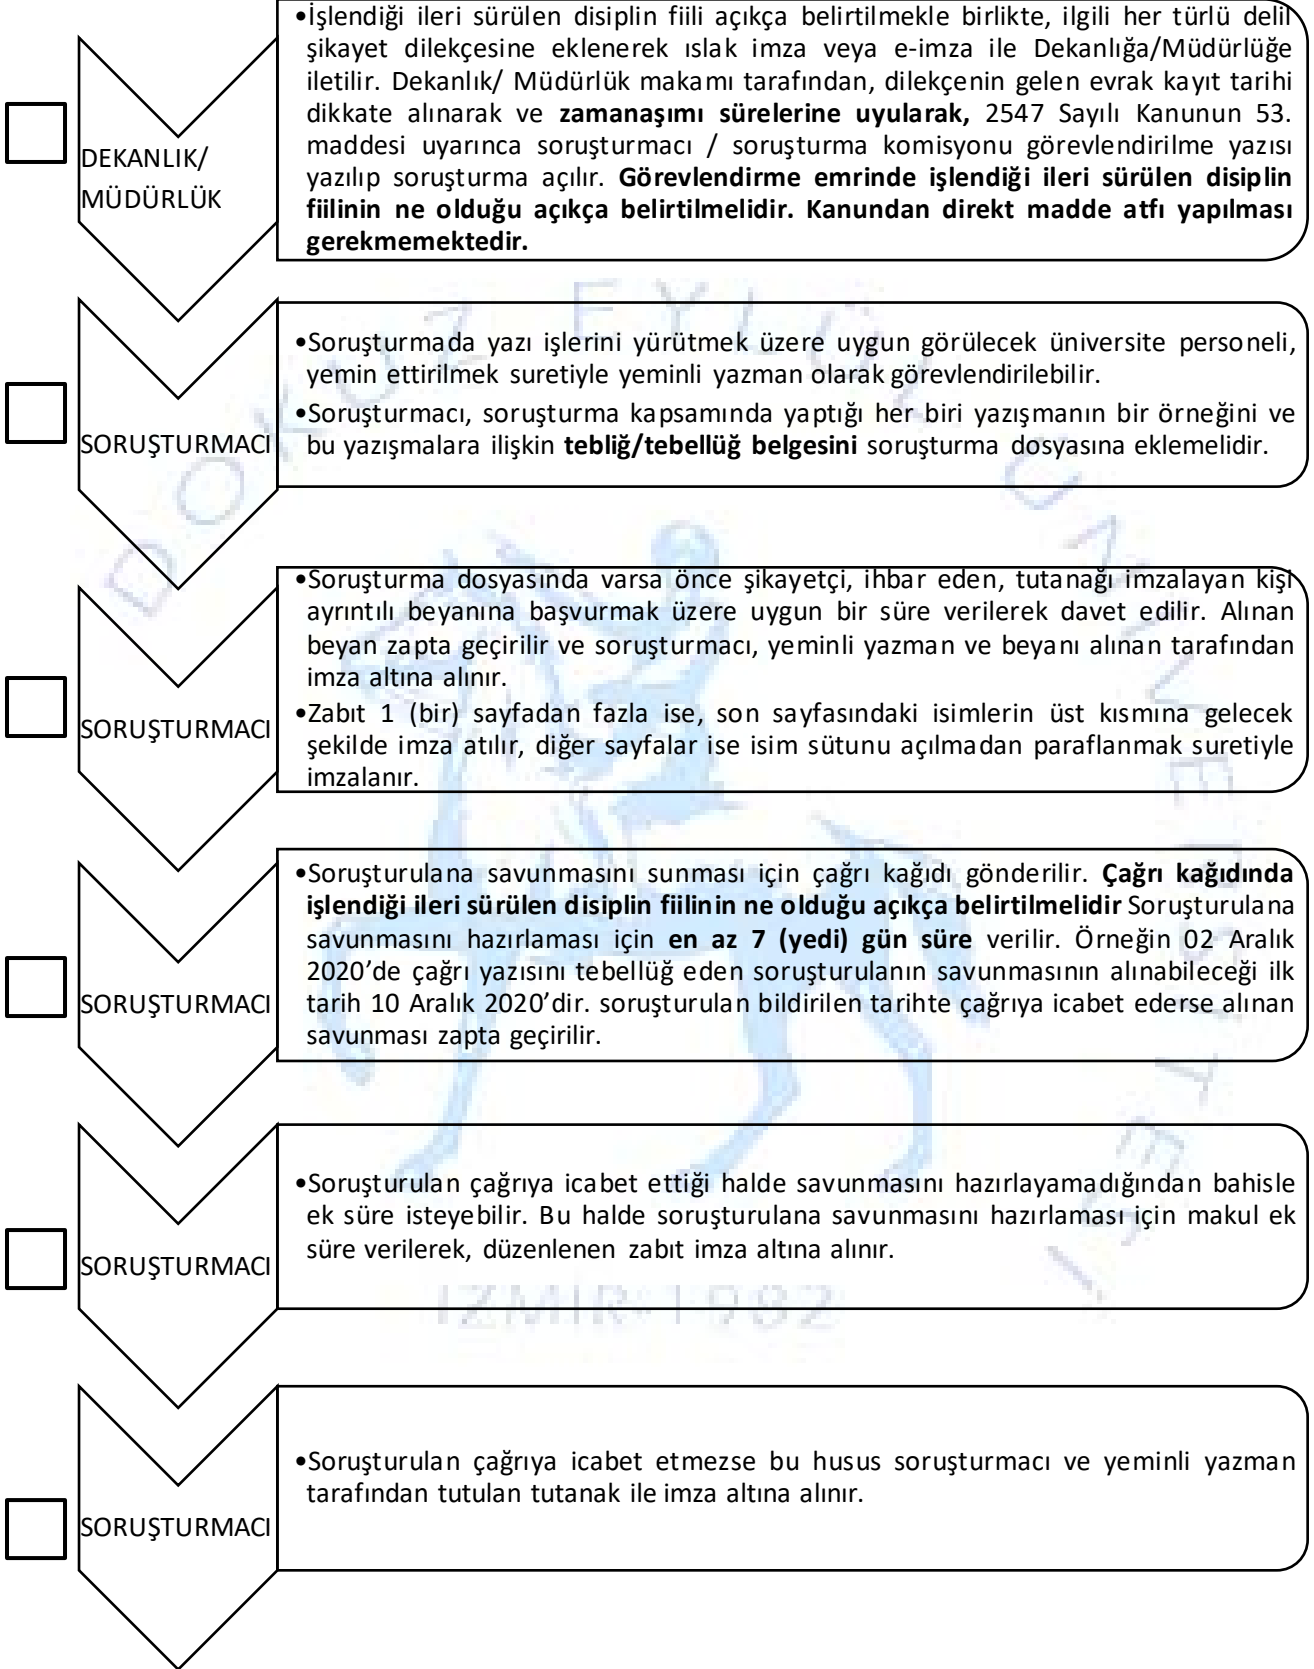 •İşlendiği ileri sürülen disiplin fiili açıkça belirtilmekle birlikte, ilgili her türlü delil
şikayet dilekçesine eklenerek ıslak imza veya e-imza ile Dekanlığa/Müdürlüğe
iletilir. Dekanlık/ Müdürlük makamı tarafından, dilekçenin gelen evrak kayıt tarihi
dikkate alınarak ve zamanaşımı sürelerine uyularak, 2547 Sayılı Kanunun 53.
maddesi uyarınca soruşturmacı / soruşturma komisyonu görevlendirilme yazısı
yazılıp soruşturma açılır. Görevlendirme emrinde işlendiği ileri sürülen disiplin
fiilinin ne olduğu açıkça belirtilmelidir. Kanundan direkt madde atfı yapılması
gerekmemektedir.
DEKANLIK/
MÜDÜRLÜK
•Soruşturmada yazı işlerini yürütmek üzere uygun görülecek üniversite personeli,
yemin ettirilmek suretiyle yeminli yazman olarak görevlendirilebilir.
•Soruşturmacı, soruşturma kapsamında yaptığı her biri yazışmanın bir örneğini ve
bu yazışmalara ilişkin tebliğ/tebellüğ belgesini soruşturma dosyasına eklemelidir.
SORUŞTURMACI
•Soruşturma dosyasında varsa önce şikayetçi, ihbar eden, tutanağı imzalayan kişi
ayrıntılı beyanına başvurmak üzere uygun bir süre verilerek davet edilir. Alınan
beyan zapta geçirilir ve soruşturmacı, yeminli yazman ve beyanı alınan tarafından
imza altına alınır.
•Zabıt 1 (bir) sayfadan fazla ise, son sayfasındaki isimlerin üst kısmına gelecek
şekilde imza atılır, diğer sayfalar ise isim sütunu açılmadan paraflanmak suretiyle
imzalanır.
SORUŞTURMACI
•Soruşturulana savunmasını sunması için çağrı kağıdı gönderilir. Çağrı kağıdında
işlendiği ileri sürülen disiplin fiilinin ne olduğu açıkça belirtilmelidir Soruşturulana
savunmasını hazırlaması için en az 7 (yedi) gün süre verilir. Örneğin 02 Aralık
2020’de çağrı yazısını tebellüğ eden soruşturulanın savunmasının alınabileceği ilk
tarih 10 Aralık 2020’dir. soruşturulan bildirilen tarihte çağrıya icabet ederse alınan
savunması zapta geçirilir.
SORUŞTURMACI
•Soruşturulan çağrıya icabet ettiği halde savunmasını hazırlayamadığından bahisle
ek süre isteyebilir. Bu halde soruşturulana savunmasını hazırlaması için makul ek
süre verilerek, düzenlenen zabıt imza altına alınır.
SORUŞTURMACI
•Soruşturulan çağrıya icabet etmezse bu husus soruşturmacı ve yeminli yazman
tarafından tutulan tutanak ile imza altına alınır.
SORUŞTURMACI
DOKUZ EYLÜL ÜNİVERSİTESİ
İZMİR-1982